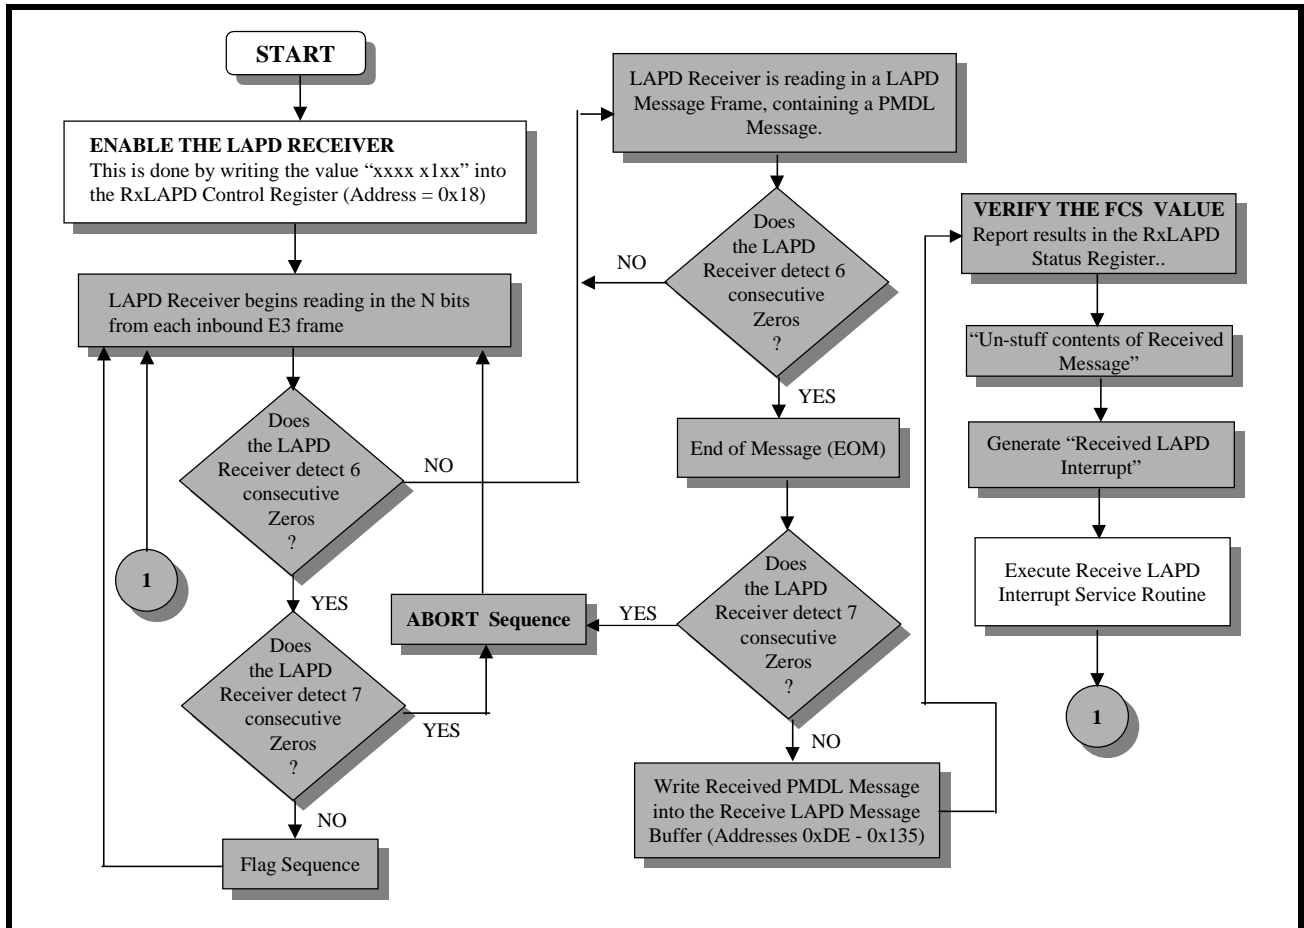 START
ENABLE THE LAPD RECEIVER
This is done by writing the value “xxxx x1xx” into
the RxLAPD Control Register (Address = 0x18)
LAPD Receiver begins reading in the N bits
from each inbound E3 frame
Does
the LAPD
Receiver detect 6
consecutive
Zeros
?
NO
YES
1
Does
the LAPD
Receiver detect 7
consecutive
Zeros
?
YES
NO
Flag Sequence
ABORT Sequence
LAPD Receiver is reading in a LAPD
Message Frame, containing a PMDL
Message.
Does
the LAPD
Receiver detect 6
consecutive
Zeros
?
NO
YES
End of Message (EOM)
Does
the LAPD
Receiver detect 7
consecutive
Zeros
?
YES
NO
Write Received PMDL Message
into the Receive LAPD Message
Buffer (Addresses 0xDE - 0x135)
VERIFY THE FCS VALUE
Report results in the RxLAPD
Status Register..
“Un-stuff contents of Received
Message”
Generate “Received LAPD
Interrupt”
Execute Receive LAPD
Interrupt Service Routine
1